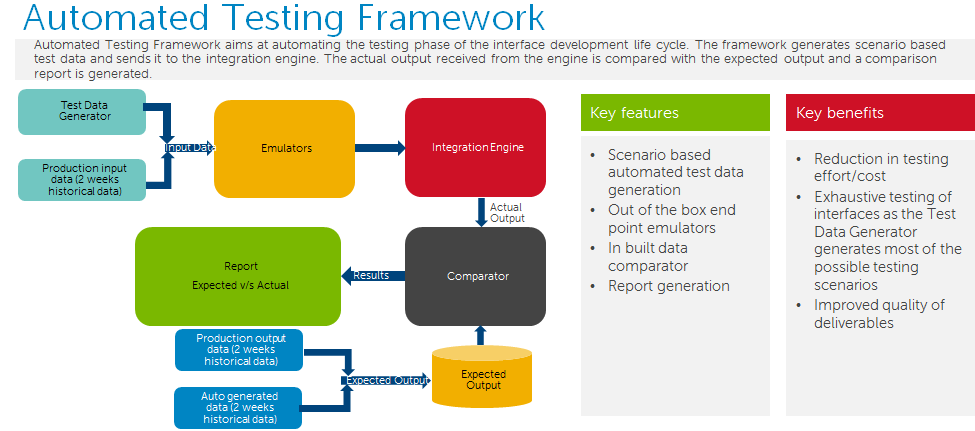 Automated Testing Framework
Automated Testing Framework aims at automating the testing phase of the interface development life cycle. The framework generates scenario based
test data and sends it to the integration engine. The actual output received from the engine is compared with the expected output and a comparison
report is generated.
Test Data
Generator
Production input
data (2 weeks
historical data)
Input Data
Emulators
Integration Engine
Actual
Output
Report
Expected v/s Actual
Results
Comparator
Production output
data (2 weeks
historical data)
Auto generated
data (2 weeks
historical data)
Expected Output
Expected
Output
Key features
• Scenario based
automated test data
generation
• Out of the box end
point emulators
• In built data
comparator
• Report generation
Key benefits
• Reduction in testing
effort/cost
• Exhaustive testing of
interfaces as the Test
Data Generator
generates most of the
possible testing
scenarios
• Improved quality of
deliverables